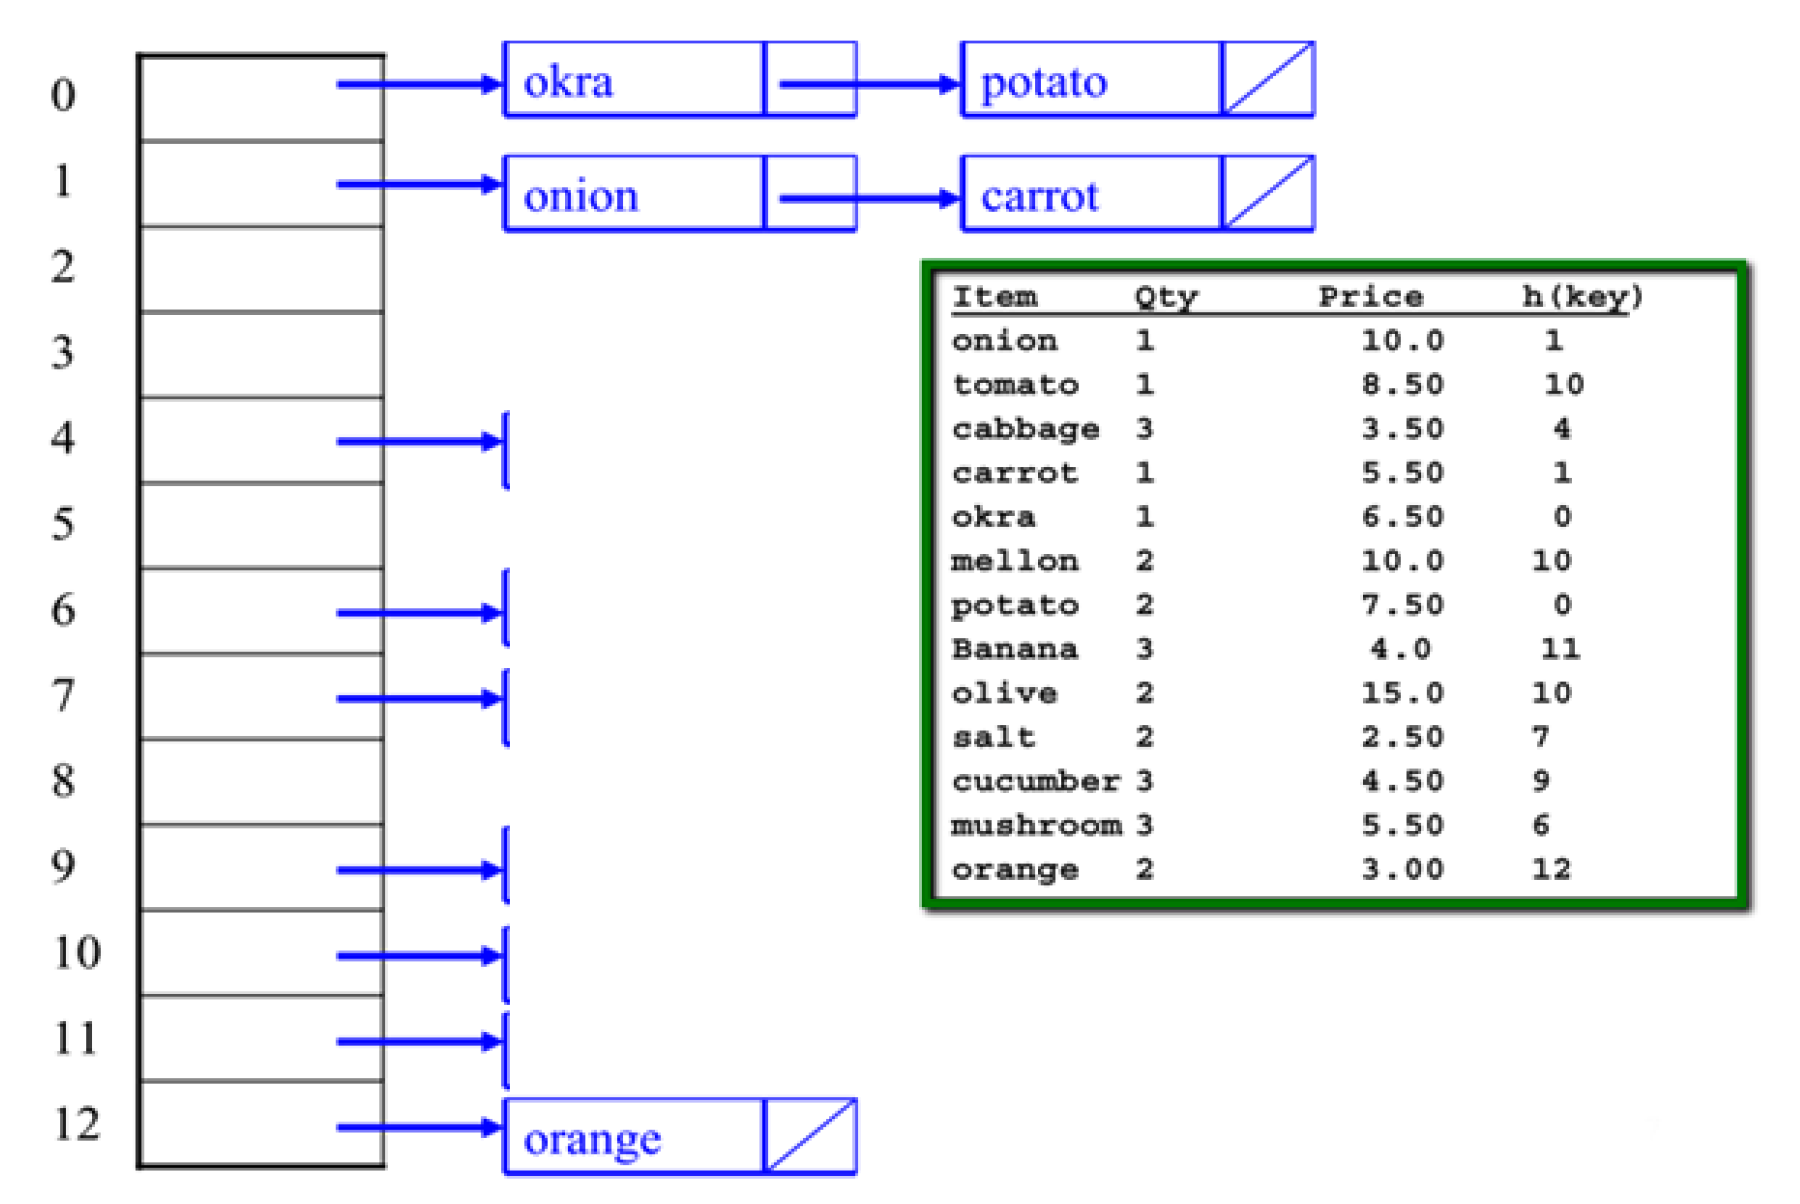 0 okra potato
1 onion carrot
2
3
4
5
6
7
8
9
10
11
12 orange
Item Qty Price h(key)
onion 1 10.0 1
tomato 1 8.50 10
cabbage 3 3.50 4
carrot 1 5.50 1
okra 1 6.50 0
mellon 2 10.0 10
potato 2 7.50 0
Banana 3 4.0 11
olive 2 15.0 10
salt 2 2.50 7
cucumber 3 4.50 9
mushroom 3 5.50 6
orange 2 3.00 12